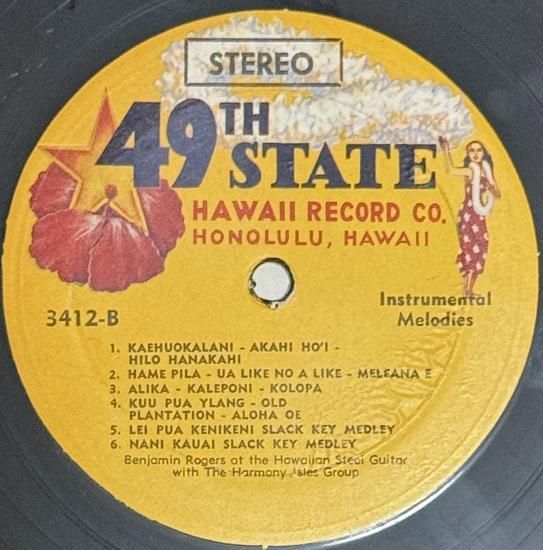 STEREO
49TH
STATE
HAWAII RECORD CO.
HONOLULU, HAWAII
3412-B
Instrumental
Melodies
1. KAEHUOKALANI - AKAHI HO'I -
HILO HANAKAHI
2. HAME PILA - UA LIKE NO A LIKE - MELEANA E
3. ALIKA - KALEPONI - KOLOPA
4. KUU PUA YLANG - OLD
PLANTATION - ALOHA OE
5. LEI PUA KENIKENI SLACK KEY MEDLEY
6. NANI KAUAI SLACK KEY MEDLEY
Benjamin Rogers at the Hawaiian Steel Guitar
with The Harmony Isles Group